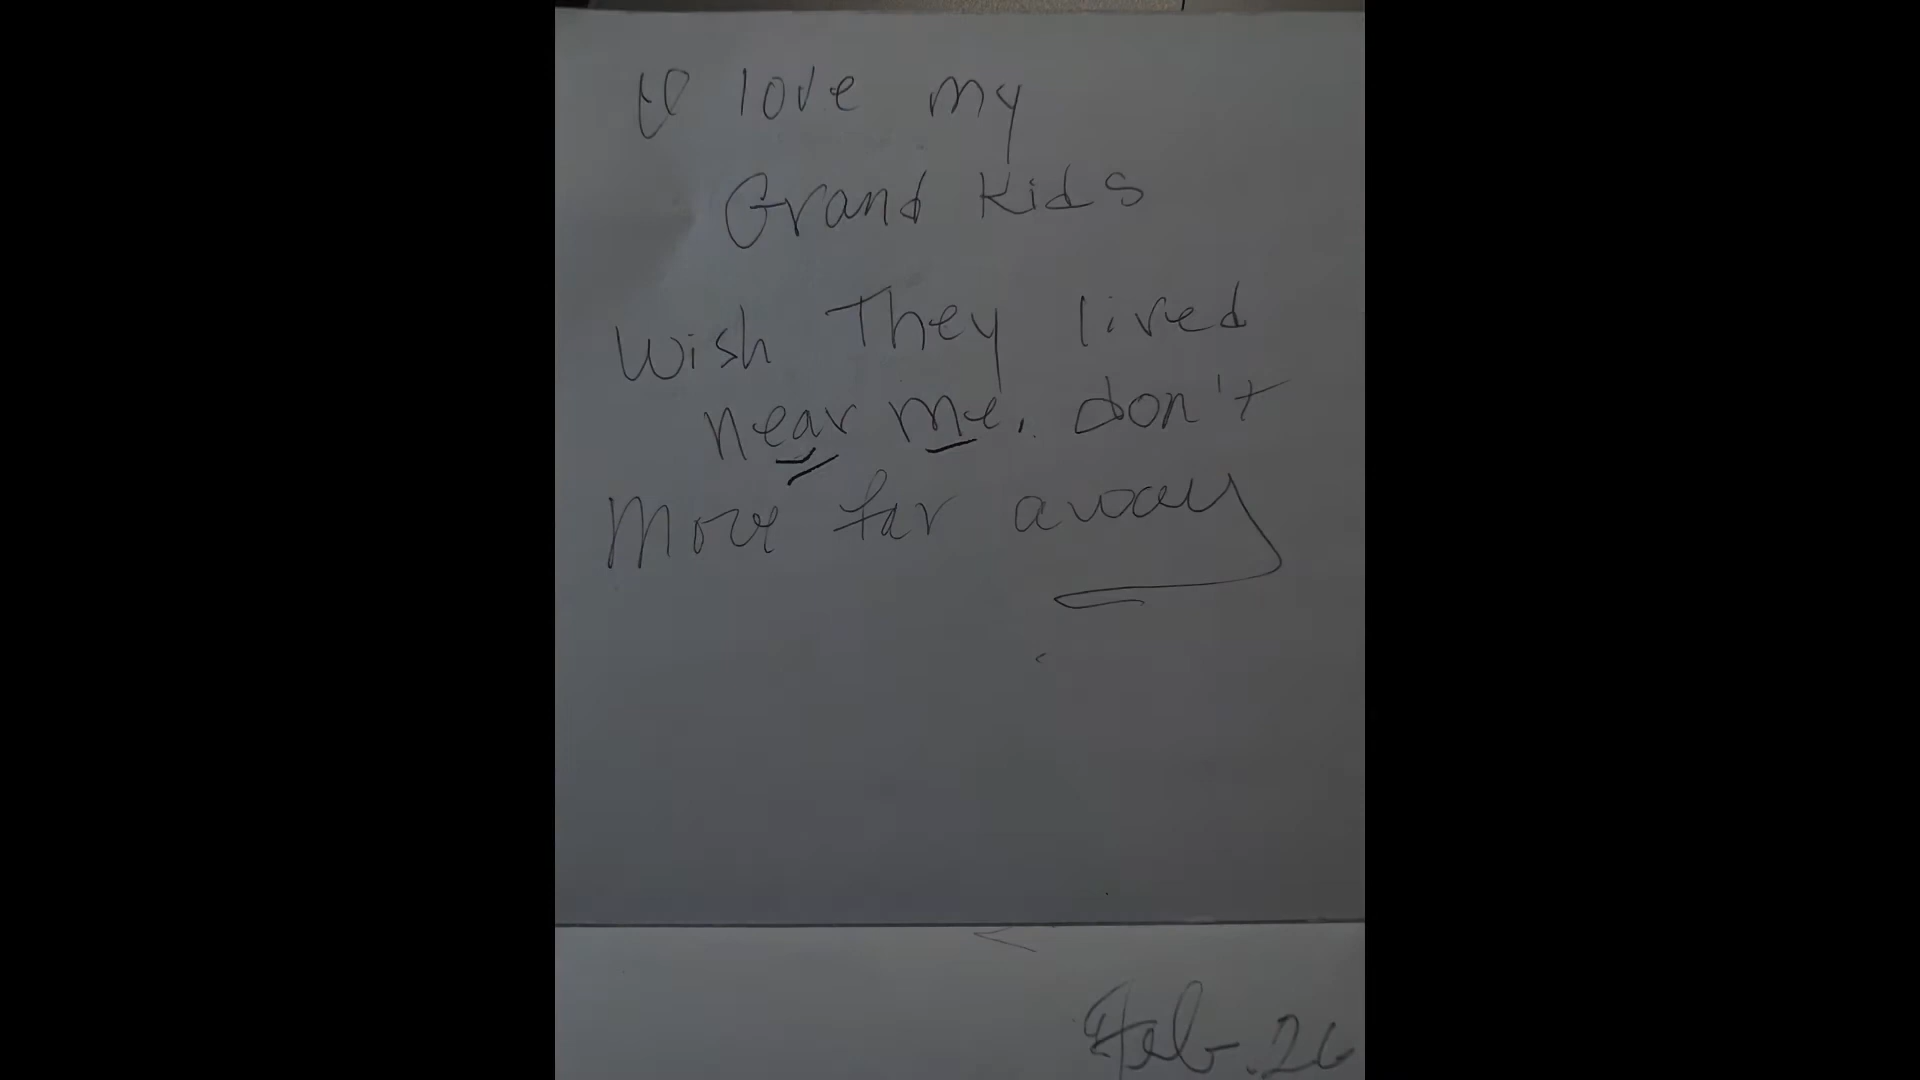 I love my
Grand Kids
Wish They lived
near me. don't
move far away
Feb. 26